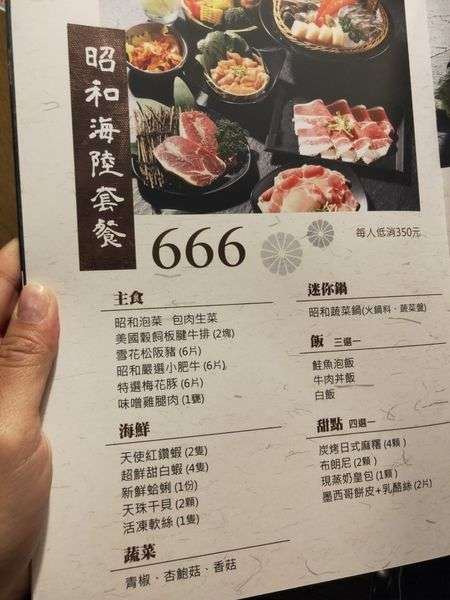 昭和海陸套餐
666
每人低消350元
主食
昭和泡菜 包肉生菜
美國穀飼板腱牛排 (2塊)
雪花松阪豬 (6片)
昭和嚴選小肥牛 (6片)
特選梅花豚 (6片)
味噌雞腿肉 (1甕)
海鮮
天使紅鑽蝦 (2隻)
超鮮甜白蝦 (4隻)
新鮮蛤蜊 (1份)
天珠干貝 (2顆)
活凍軟絲 (1隻)
蔬菜
青椒、杏鮑菇、香菇
迷你鍋
昭和蔬菜鍋(火鍋料、蔬菜盤)
飯 三選一
鮭魚泡飯
牛肉丼飯
白飯
甜點 四選一
炭烤日式麻糬 (4顆)
布朗尼 (2顆)
現蒸奶皇包 (1顆)
墨西哥餅皮+乳酪絲 (2片)